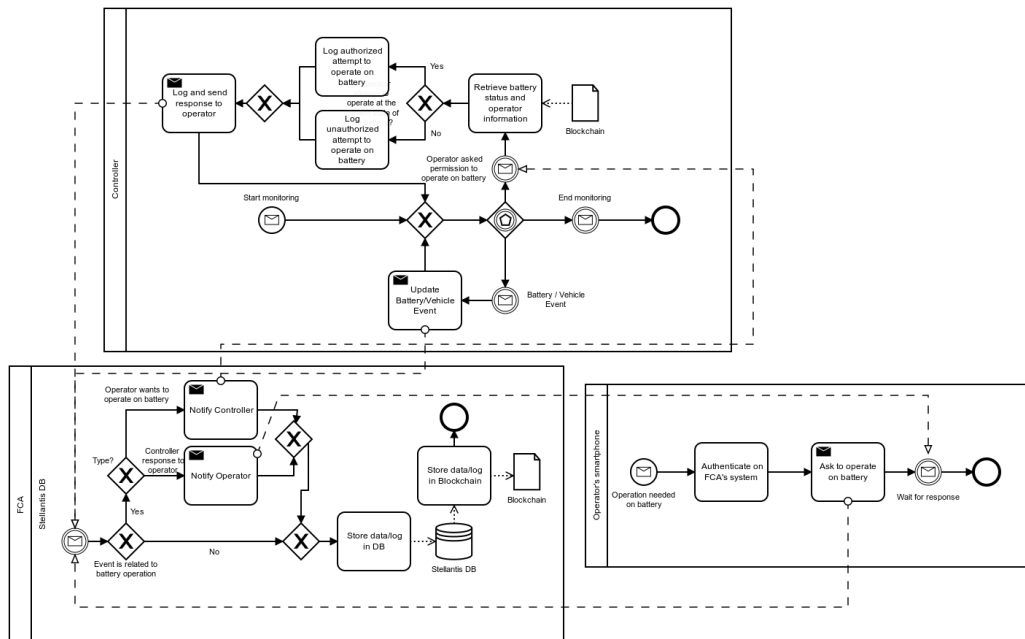 Controller
Log authorized
attempt to
operate on
battery
Yes
Log and send
response to
operator
operate at the
of
?
Log
unauthorized
attempt to
operate on
battery
No
Retrieve battery
status and
operator
information
Blockchain
Operator asked
permission to
operate on battery
Start monitoring
End monitoring
Update
Battery/Vehicle
Event
Battery / Vehicle
Event
FCA
Stellantis DB
Operator wants to
operate on battery
Notify Controller
Type?
Controller
response to
operator
Notify Operator
Yes
No
Event is related to
battery operation
Store data/log
in DB
Stellantis DB
Store data/log
in Blockchain
Blockchain
Operator's smartphone
Operation needed
on battery
Authenticate on
FCA's system
Ask to operate
on battery
Wait for response